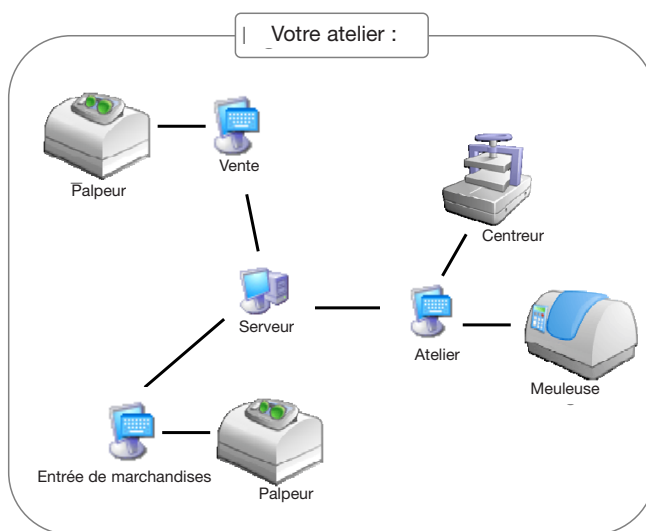 Votre atelier :
Palpeur
Vente
Centreur
Serveur
Atelier
Meuleuse
Entrée de marchandises
Palpeur